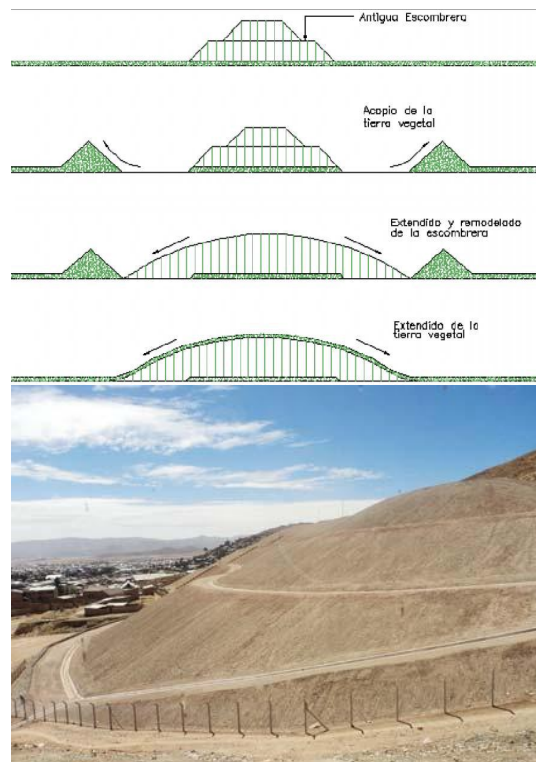 Antigua Escombrera
Acopio de la
tierra vegetal
Extendido y remodelado
de la escombrera
Extendido de la
tierra vegetal